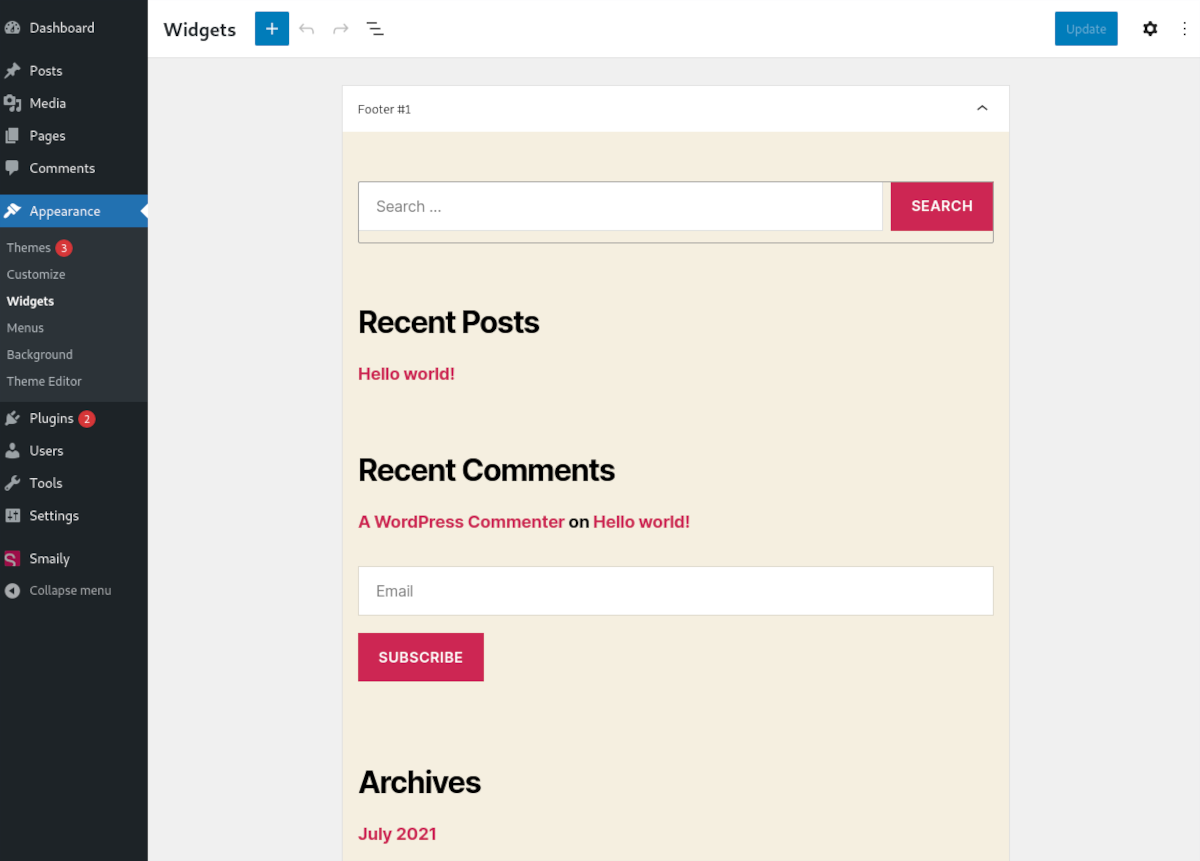 Dashboard
Posts
Media
Pages
Comments
Appearance
Themes 3
Customize
Widgets
Menus
Background
Theme Editor
Plugins 2
Users
Tools
Settings
Smaily
Collapse menu
Widgets
Update
Footer #1
Search ...
SEARCH
Recent Posts
Hello world!
Recent Comments
A WordPress Commenter on Hello world!
Email
SUBSCRIBE
Archives
July 2021